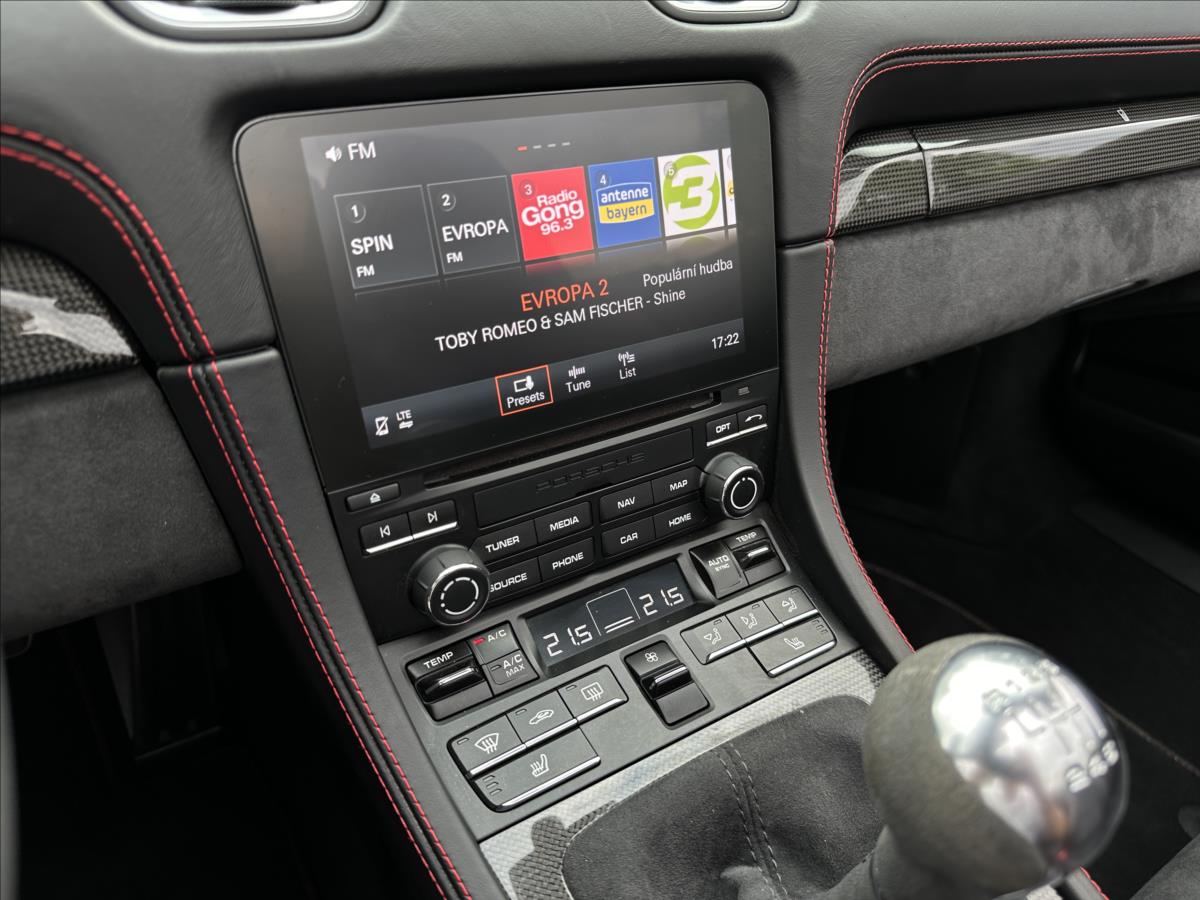 FM
1
SPIN
FM
2
EVROPA
FM
3
Radio
Gong
96.3
4
antenne
bayern
5
3
EVROPA 2
Populární hudba
TOBY ROMEO & SAM FISCHER - Shine
17:22
LTE
Presets
Tune
List
OPT
PORSCHE
TUNER
MEDIA
NAV
MAP
SOURCE
PHONE
CAR
HOME
TEMP
A/C
A/C
MAX
21.5
21.5
AUTO
SYNC
TEMP